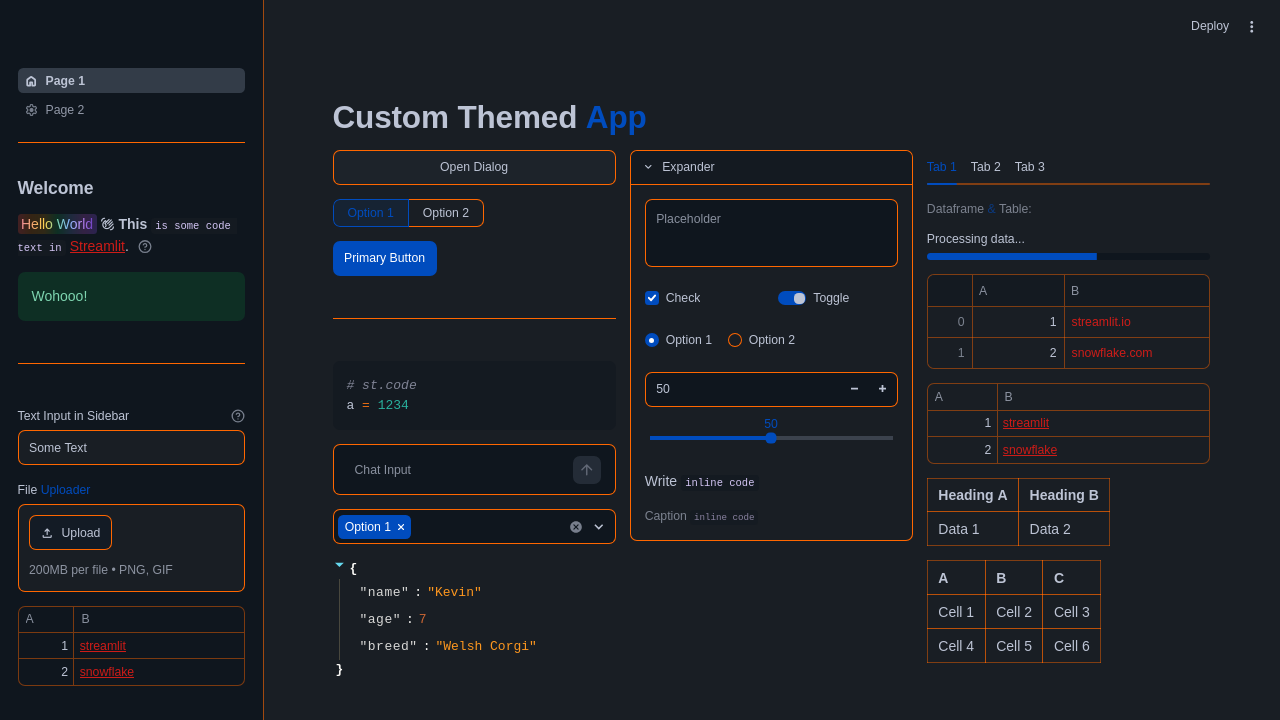 Deploy
Page 1
Page 2
Welcome
Hello World 👋 This is some code
text in Streamlit.
Wohooo!
Text Input in Sidebar
Some Text
File Uploader
Upload
200MB per file • PNG, GIF
A B
1 streamlit
2 snowflake
Custom Themed App
Open Dialog
Option 1 Option 2
Primary Button
# st.code
a = 1234
Chat Input
Option 1
{
"name" : "Kevin"
"age" : 7
"breed" : "Welsh Corgi"
}
Expander
Placeholder
Check Toggle
Option 1 Option 2
50
50
Write inline code
Caption inline code
Tab 1 Tab 2 Tab 3
Dataframe & Table:
Processing data...
A B
0 1 streamlit.io
1 2 snowflake.com
A B
1 streamlit
2 snowflake
Heading A Heading B
Data 1 Data 2
A B C
Cell 1 Cell 2 Cell 3
Cell 4 Cell 5 Cell 6